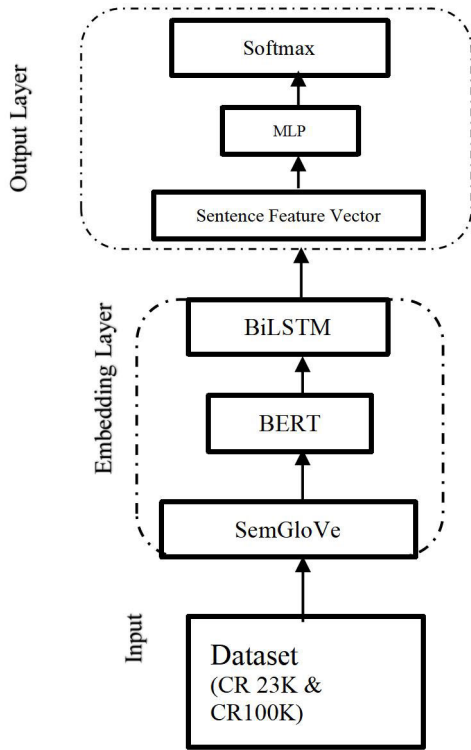 Output Layer
Softmax
MLP
Sentence Feature Vector
Embedding Layer
BiLSTM
BERT
SemGloVe
Input
Dataset
(CR 23K &
CR100K)